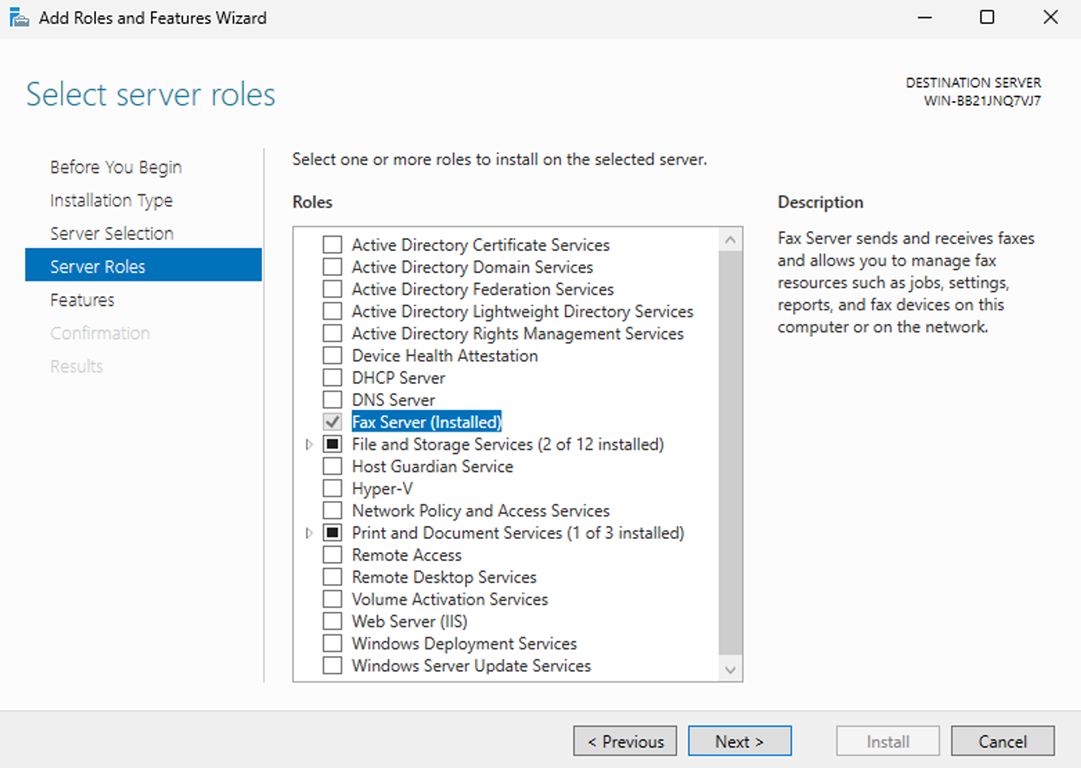 Add Roles and Features Wizard
Select server roles
DESTINATION SERVER
WIN-BB21JNQ7VJ7
Before You Begin
Installation Type
Server Selection
Server Roles
Features
Confirmation
Results
Select one or more roles to install on the selected server.
Roles
Active Directory Certificate Services
Active Directory Domain Services
Active Directory Federation Services
Active Directory Lightweight Directory Services
Active Directory Rights Management Services
Device Health Attestation
DHCP Server
DNS Server
Fax Server (Installed)
File and Storage Services (2 of 12 installed)
Host Guardian Service
Hyper-V
Network Policy and Access Services
Print and Document Services (1 of 3 installed)
Remote Access
Remote Desktop Services
Volume Activation Services
Web Server (IIS)
Windows Deployment Services
Windows Server Update Services
Description
Fax Server sends and receives faxes
and allows you to manage fax
resources such as jobs, settings,
reports, and fax devices on this
computer or on the network.
< Previous
Next >
Install
Cancel